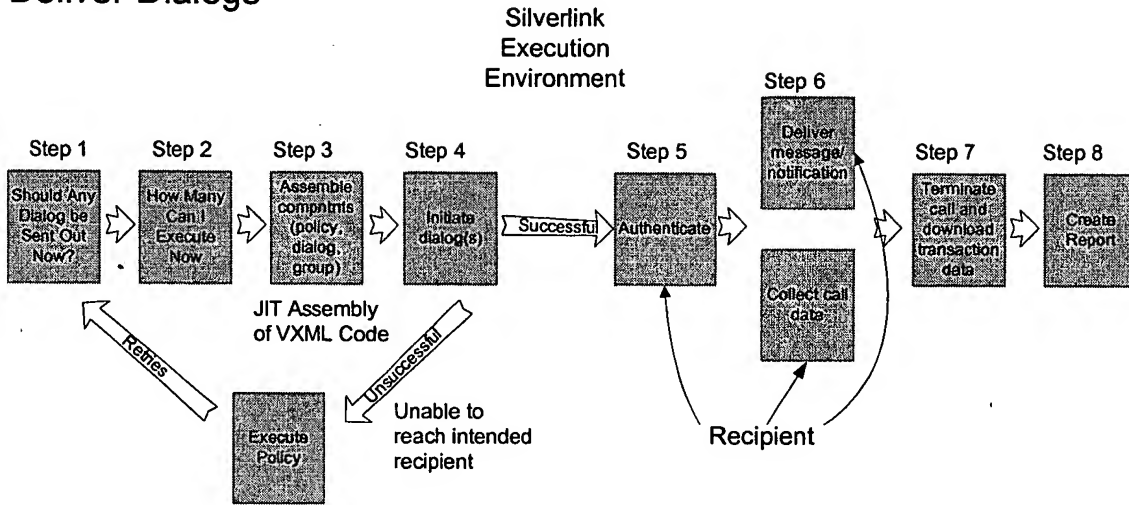 Deliver Dialogs
Silverlink
Execution
Environment
Step 1
Should Any
Dialog be
Sent Out
Now?
Step 2
How Many
Can I
Execute
Now
Step 3
Assemble
compntnts
(policy,
dialog,
group)
JIT Assembly
of VXML Code
Step 4
Initiate
dialog(s)
Successful
Unsuccessful
Unable to
reach intended
recipient
Execute
Policy
Retries
Step 5
Authenticate
Step 6
Deliver
message/
notification
Collect call
data
Recipient
Step 7
Terminate
call and
download
transaction
data
Step 8
Create
Report